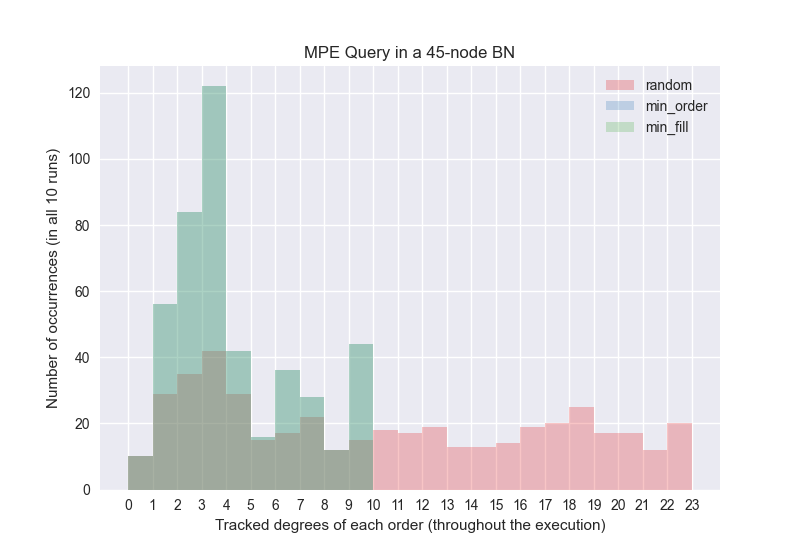 MPE Query in a 45-node BN
random
min_order
min_fill
Number of occurrences (in all 10 runs)
120
100
80
60
40
20
0
0 1 2 3 4 5 6 7 8 9 10 11 12 13 14 15 16 17 18 19 20 21 22 23
Tracked degrees of each order (throughout the execution)